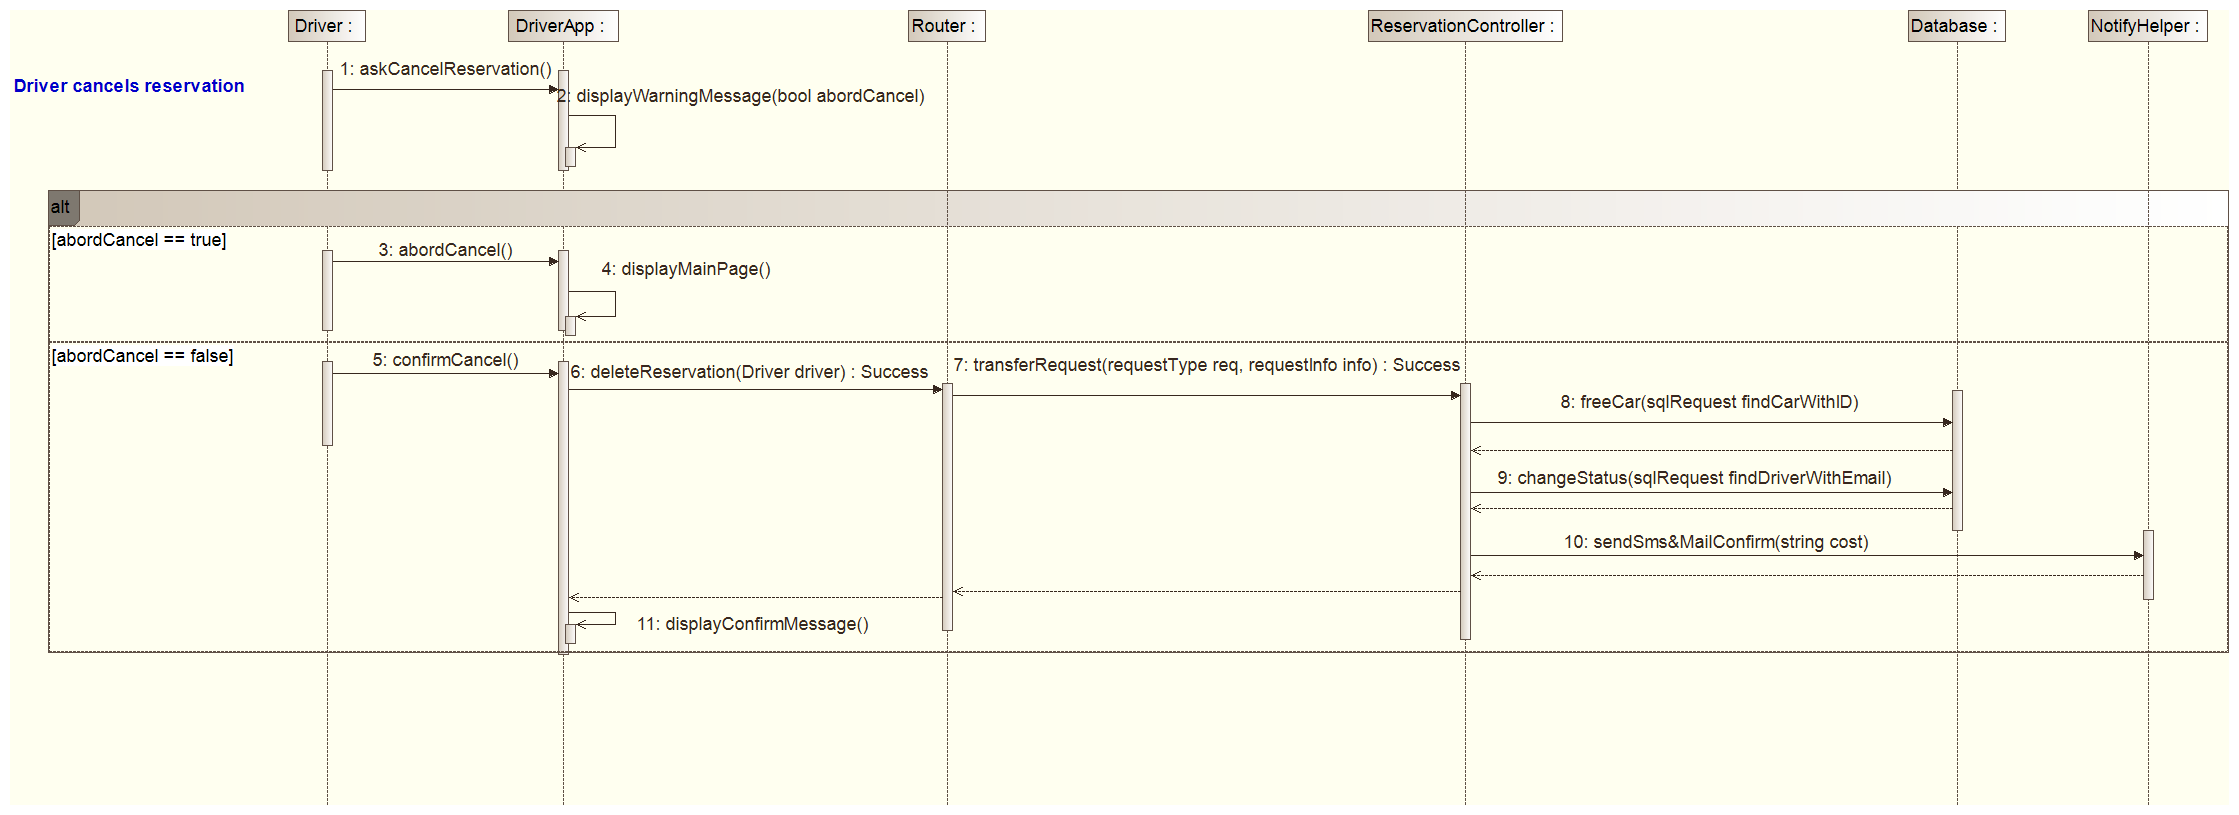 Driver :
DriverApp :
Router :
ReservationController :
Database :
NotifyHelper :
Driver cancels reservation
1: askCancelReservation()
2: displayWarningMessage(bool abordCancel)
alt
[abordCancel == true]
3: abordCancel()
4: displayMainPage()
[abordCancel == false]
5: confirmCancel()
6: deleteReservation(Driver driver) : Success
7: transferRequest(requestType req, requestInfo info) : Success
8: freeCar(sqlRequest findCarWithID)
9: changeStatus(sqlRequest findDriverWithEmail)
10: sendSms&MailConfirm(string cost)
11: displayConfirmMessage()